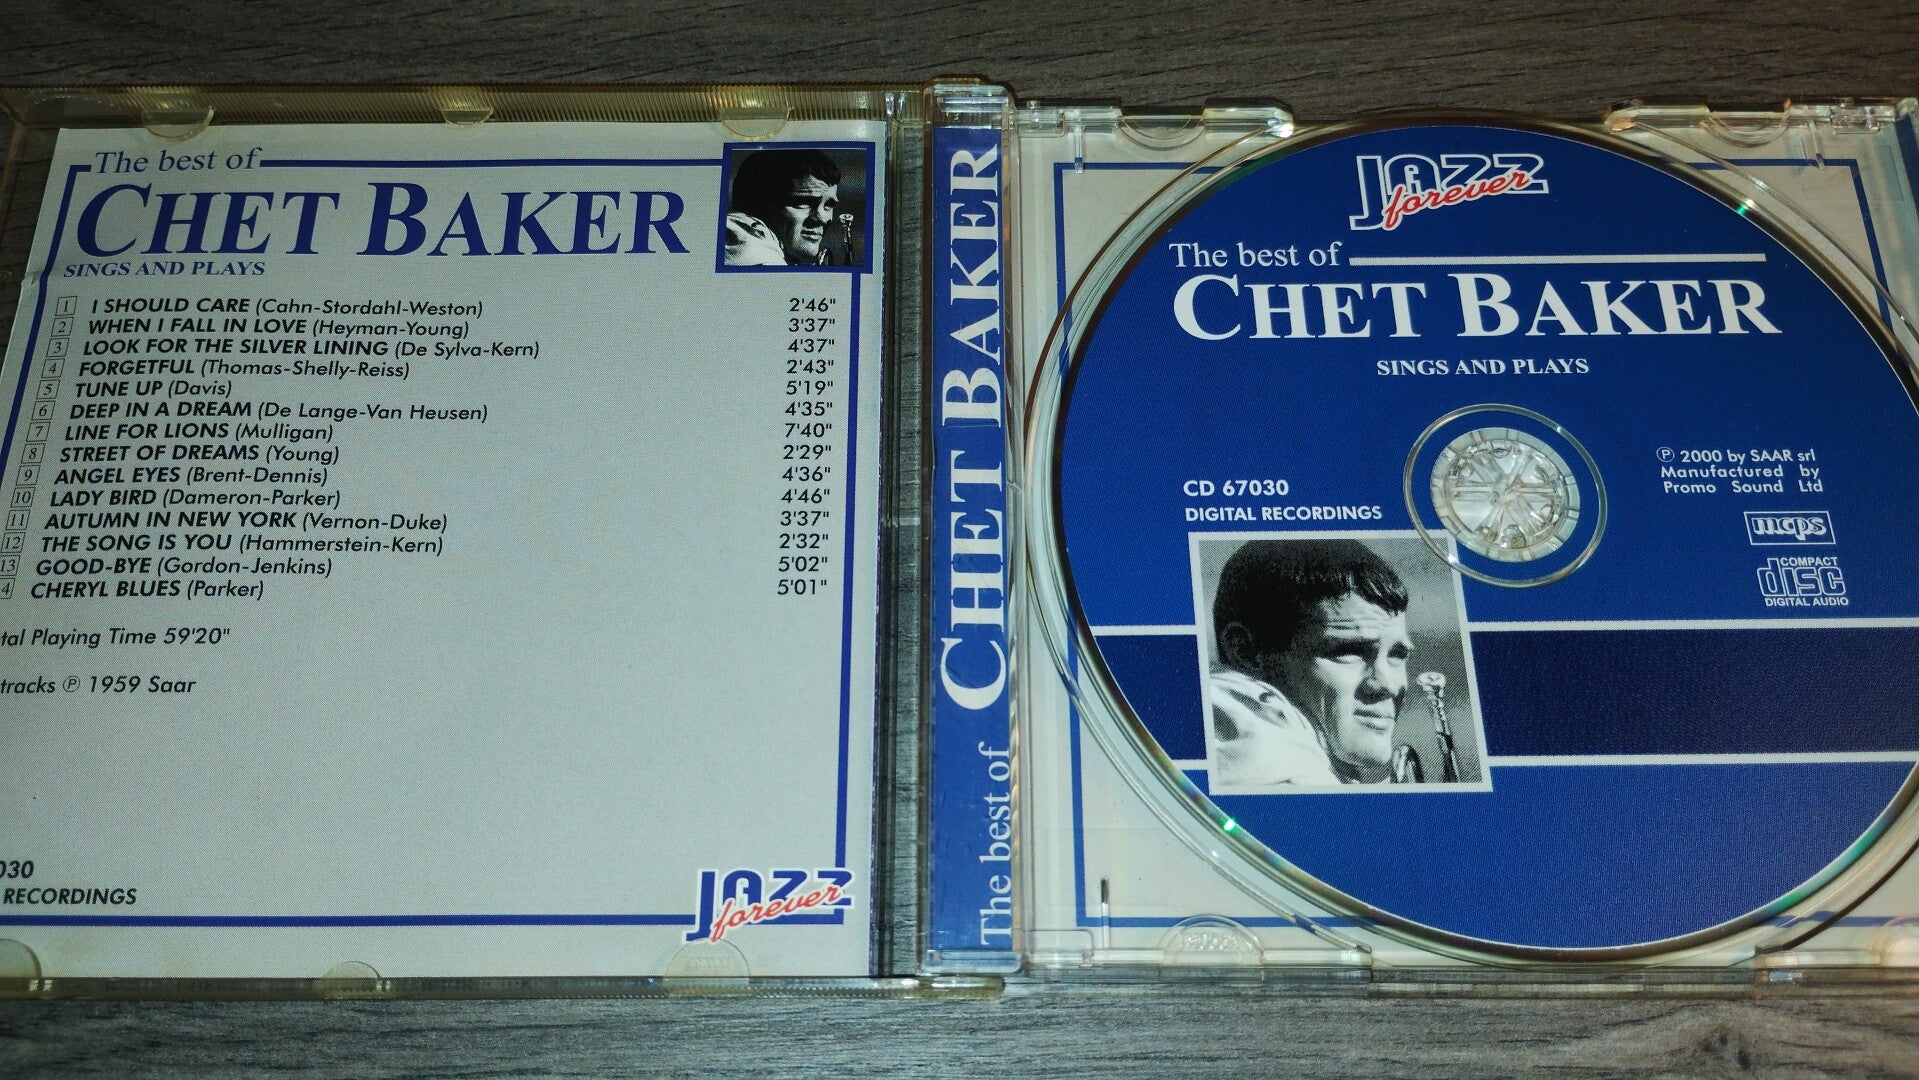 The best of
CHET BAKER
SINGS AND PLAYS
1 I SHOULD CARE (Cahn-Stordahl-Weston) 2'46"
2 WHEN I FALL IN LOVE (Heyman-Young) 3'37"
3 LOOK FOR THE SILVER LINING (De Sylva-Kern) 4'37"
4 FORGETFUL (Thomas-Shelly-Reiss) 2'43"
5 TUNE UP (Davis) 5'19"
6 DEEP IN A DREAM (De Lange-Van Heusen) 4'35"
7 LINE FOR LIONS (Mulligan) 7'40"
8 STREET OF DREAMS (Young) 2'29"
9 ANGEL EYES (Brent-Dennis) 4'36"
10 LADY BIRD (Dameron-Parker) 4'46"
11 AUTUMN IN NEW YORK (Vernon-Duke) 3'37"
12 THE SONG IS YOU (Hammerstein-Kern) 2'32"
13 GOOD-BYE (Gordon-Jenkins) 5'02"
4 CHERYL BLUES (Parker) 5'01"
tal Playing Time 59'20"
tracks ℗ 1959 Saar
030
RECORDINGS
JAZZ forever
The best of CHET BAKER
JAZZ forever
The best of
CHET BAKER
SINGS AND PLAYS
CD 67030
DIGITAL RECORDINGS
℗ 2000 by SAAR srl
Manufactured by
Promo Sound Ltd
mcps
COMPACT
disc
DIGITAL AUDIO